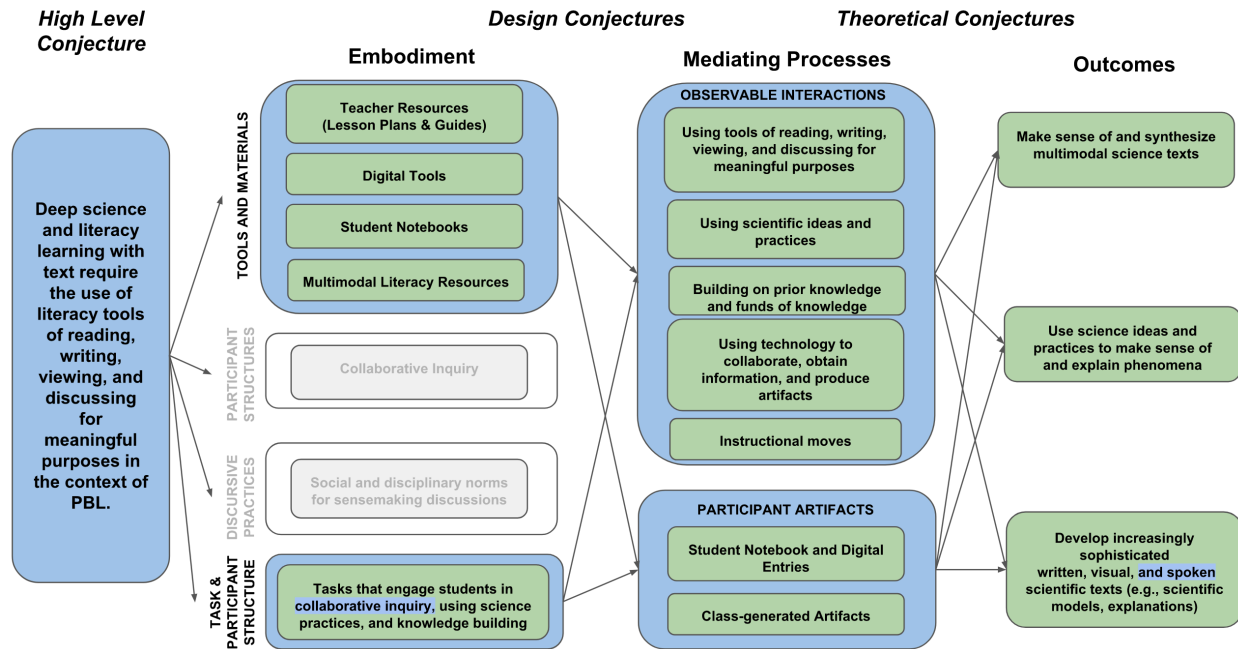 High Level
Conjecture
Design Conjectures
Theoretical Conjectures
Embodiment
Mediating Processes
Outcomes
Deep science
and literacy
learning with
text require
the use of
literacy tools
of reading,
writing,
viewing, and
discussing
for
meaningful
purposes in
the context of
PBL.
TOOLS AND MATERIALS
Teacher Resources
(Lesson Plans & Guides)
Digital Tools
Student Notebooks
Multimodal Literacy Resources
PARTICIPANT
STRUCTURES
Collaborative Inquiry
DISCURSIVE
PRACTICES
Social and disciplinary norms
for sensemaking discussions
TASK &
PARTICIPANT
STRUCTURE
Tasks that engage students in
collaborative inquiry, using science
practices, and knowledge building
OBSERVABLE INTERACTIONS
Using tools of reading, writing,
viewing, and discussing for
meaningful purposes
Using scientific ideas and
practices
Building on prior knowledge
and funds of knowledge
Using technology to
collaborate, obtain
information, and produce
artifacts
Instructional moves
PARTICIPANT ARTIFACTS
Student Notebook and Digital
Entries
Class-generated Artifacts
Make sense of and synthesize
multimodal science texts
Use science ideas and
practices to make sense of
and explain phenomena
Develop increasingly
sophisticated
written, visual, and spoken
scientific texts (e.g., scientific
models, explanations)